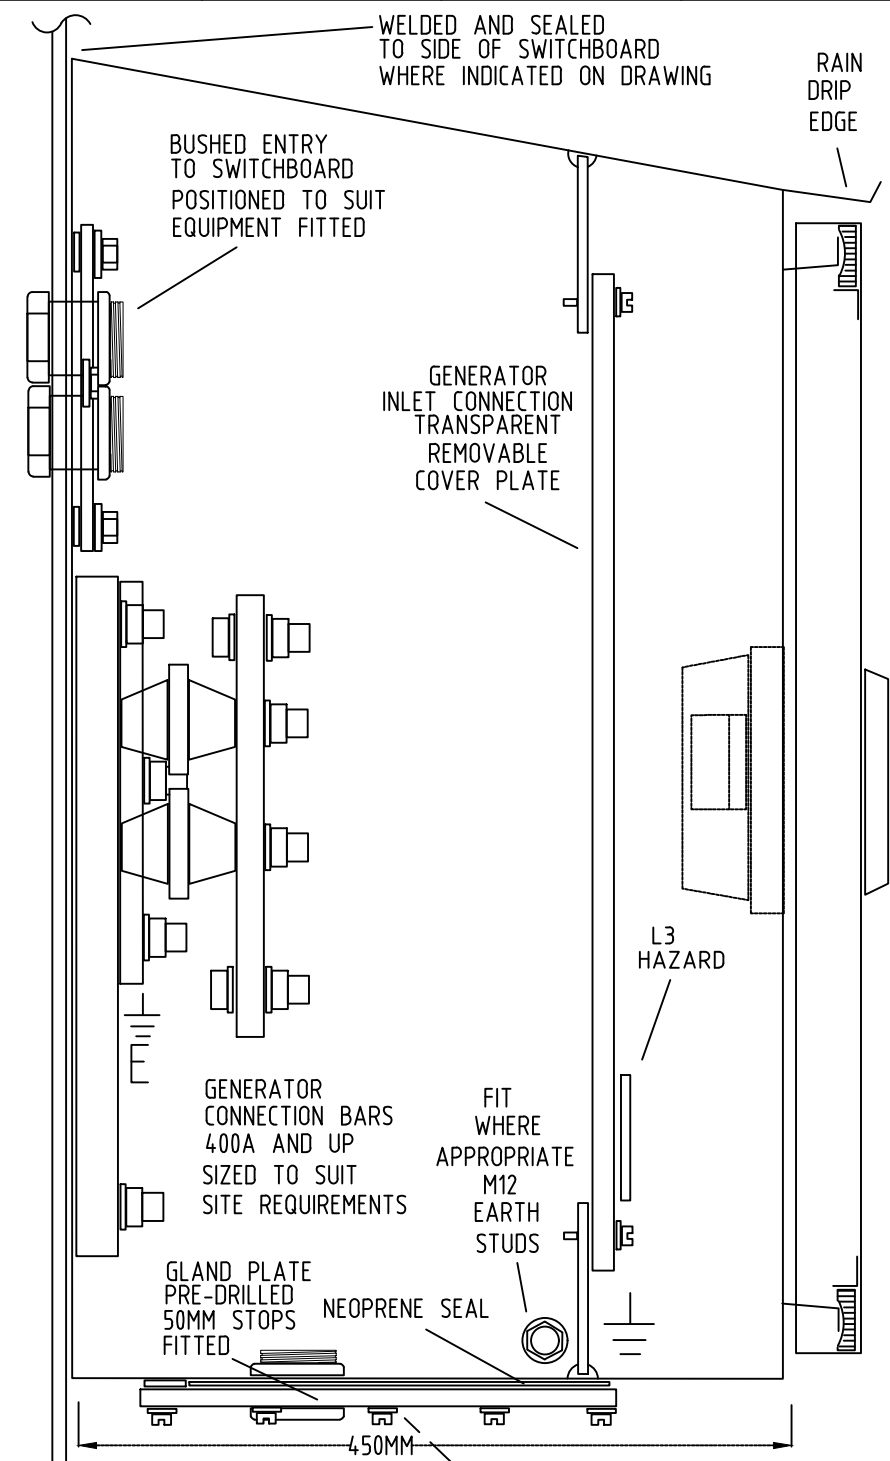 WELDED AND SEALED
TO SIDE OF SWITCHBOARD
WHERE INDICATED ON DRAWING
RAIN
DRIP
EDGE
BUSHED ENTRY
TO SWITCHBOARD
POSITIONED TO SUIT
EQUIPMENT FITTED
GENERATOR
INLET CONNECTION
TRANSPARENT
REMOVABLE
COVER PLATE
L3
HAZARD
E
GENERATOR
CONNECTION BARS
400A AND UP
SIZED TO SUIT
SITE REQUIREMENTS
FIT
WHERE
APPROPRIATE
M12
EARTH
STUDS
GLAND PLATE
PRE-DRILLED
50MM STOPS
FITTED
NEOPRENE SEAL
450MM